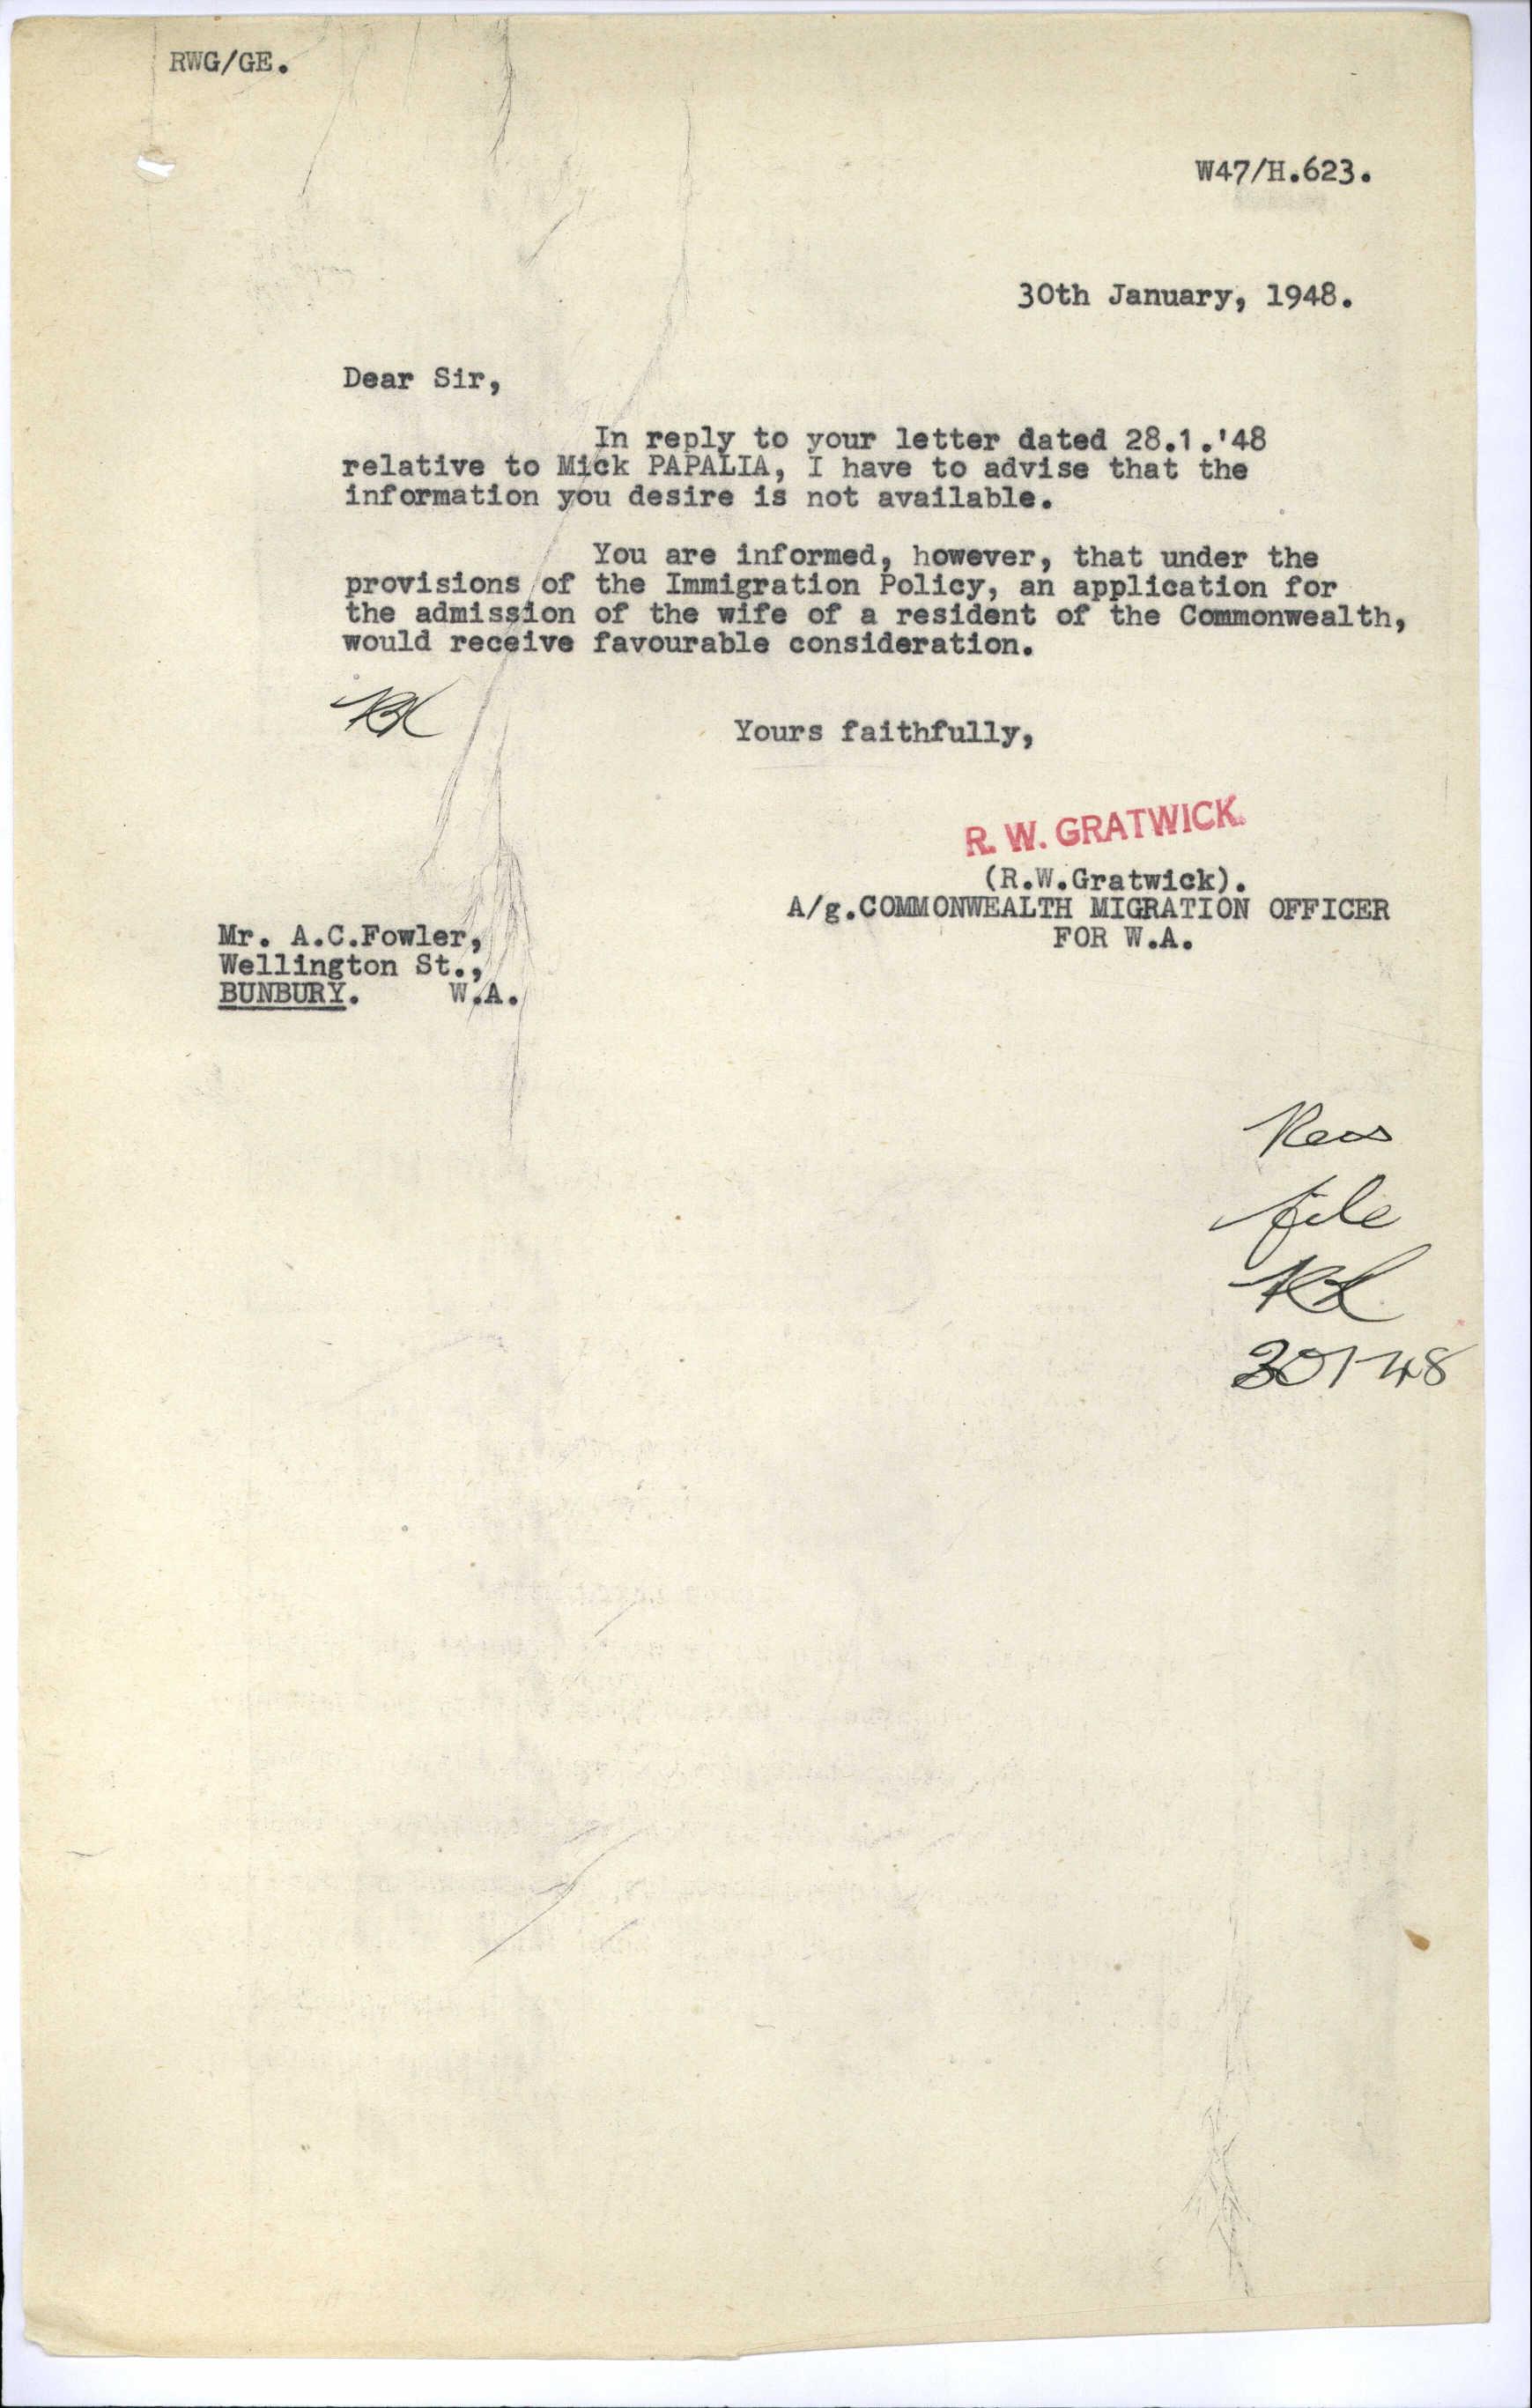 RWG/GE.
W47/H.623.
30th January, 1948.
Dear Sir,
In reply to your letter dated 28.1.'48
relative to Mick PAPALIA, I have to advise that the
information you desire is not available.
You are informed, however, that under the
provisions of the Immigration Policy, an application for
the admission of the wife of a resident of the Commonwealth,
would receive favourable consideration.
Yours faithfully,
R. W. GRATWICK.
(R.W.Gratwick).
A/g.COMMONWEALTH MIGRATION OFFICER
FOR W.A.
Mr. A.C.Fowler,
Wellington St.,
BUNBURY. W.A.
file
30 1 48